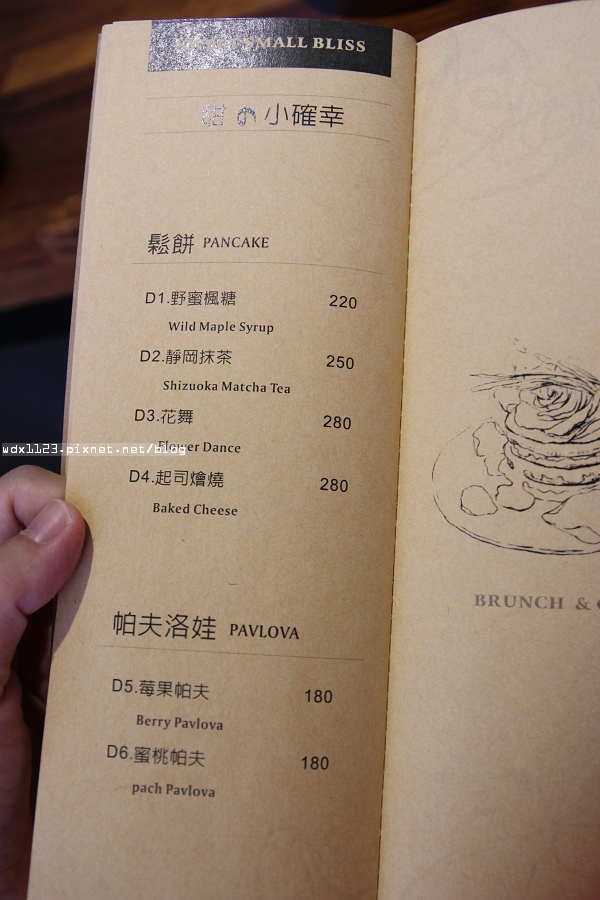 SMALL BLISS
甜の小確幸
鬆餅 PANCAKE
D1.野蜜楓糖 220
Wild Maple Syrup
D2.靜岡抹茶 250
Shizuoka Matcha Tea
D3.花舞 280
Flower Dance
wdx1123.pixnet.net/blog
D4.起司燴燒 280
Baked Cheese
帕夫洛娃 PAVLOVA
D5.莓果帕夫 180
Berry Pavlova
D6.蜜桃帕夫 180
pach Pavlova
BRUNCH &